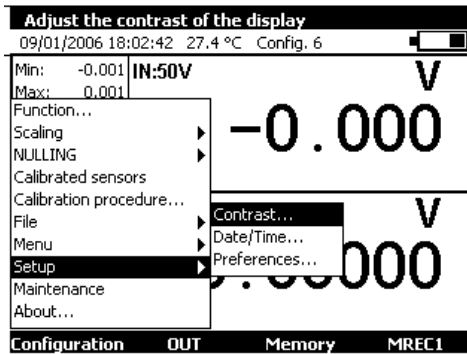 Adjust the contrast of the display
09/01/2006 18:02:42 27.4 °C Config. 6
Min: -0.001 IN:50V V
Max: 0.001
-0.000
Function...
Scaling
NULLING
Calibrated sensors
Calibration procedure...
File
Menu
Setup
Maintenance
About...
Contrast...
Date/Time...
Preferences...
V
Configuration OUT Memory MREC1